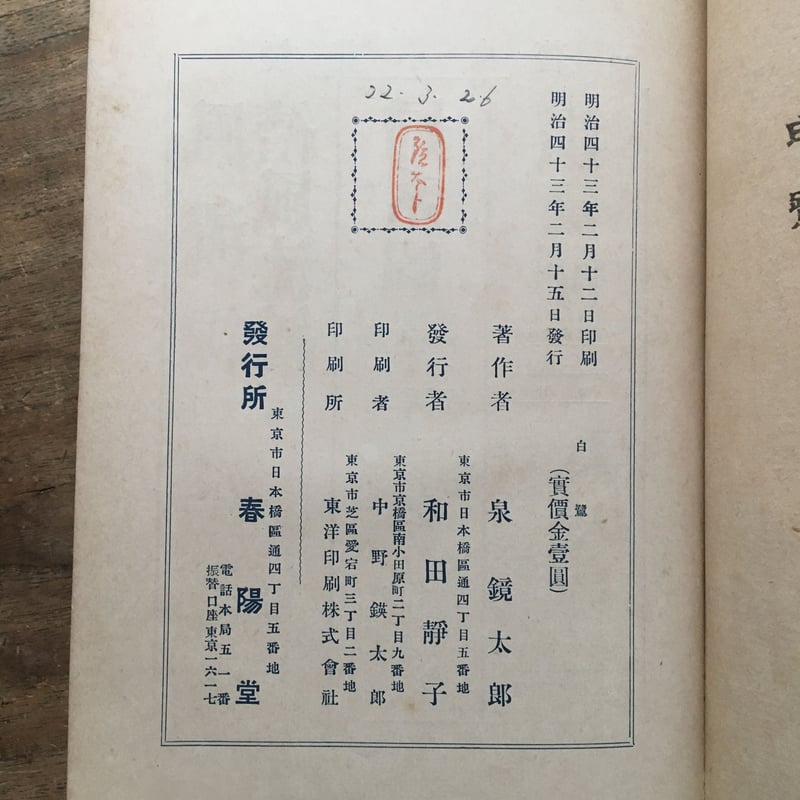 22. 3. 26
明治四十三年二月十二日印刷
明治四十三年二月十五日發行
白鷺
(實價金壹圓)
著作者 泉鏡太郎
東京市日本橋區通四丁目五番地
發行者 和田靜子
東京市京橋區南小田原町二丁目九番地
印刷者 中野鍈太郎
東京市芝區愛宕町三丁目二番地
印刷所 東洋印刷株式會社
東京市日本橋區通四丁目五番地
發行所 春陽堂
電話本局五一番
振替口座東京一六一七